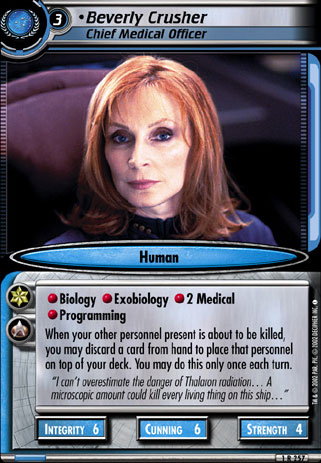 3
•Beverly Crusher
Chief Medical Officer
Human
Biology Exobiology 2 Medical
Programming
When your other personnel present is about to be killed,
you may discard a card from hand to place that personnel
on top of your deck. You may do this only once each turn.
“I can’t overestimate the danger of Thalaron radiation… A
microscopic amount could kill every living thing on this ship…”
INTEGRITY 6 CUNNING 6 STRENGTH 4
1 R 257